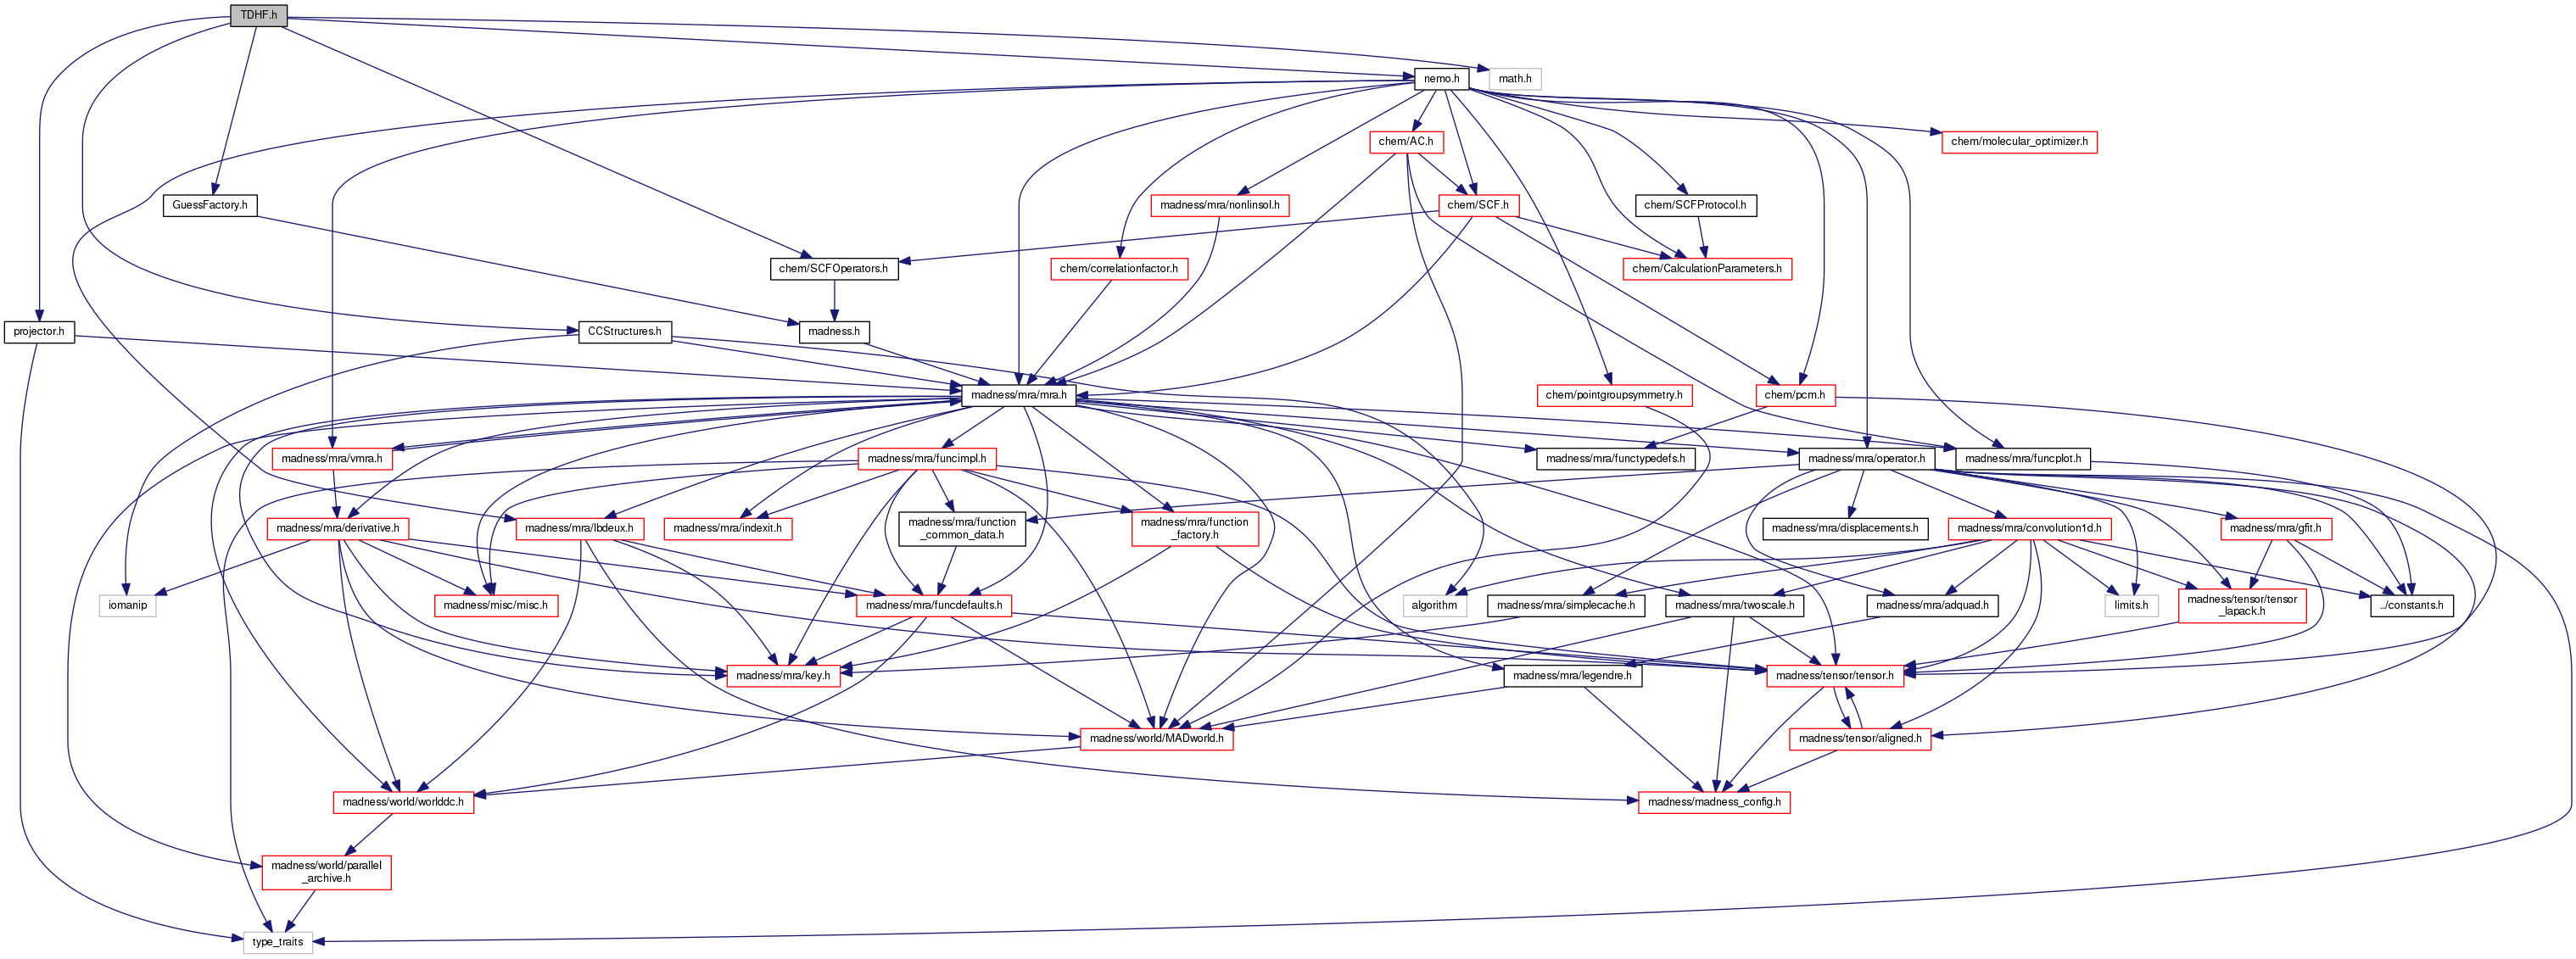 TDHF.h
nemo.h
math.h
chem/AC.h
chem/molecular_optimizer.h
GuessFactory.h
madness/mra/nonlinsol.h
chem/SCF.h
chem/SCFProtocol.h
chem/SCFOperators.h
chem/correlationfactor.h
chem/CalculationParameters.h
projector.h
CCStructures.h
madness.h
madness/mra/mra.h
chem/pointgroupsymmetry.h
chem/pcm.h
madness/mra/vmra.h
madness/mra/funcimpl.h
madness/mra/functypedefs.h
madness/mra/operator.h
madness/mra/funcplot.h
madness/mra/derivative.h
madness/mra/lbdeux.h
madness/mra/indexit.h
madness/mra/function
_common_data.h
madness/mra/function
_factory.h
madness/mra/displacements.h
madness/mra/convolution1d.h
madness/mra/gfit.h
iomanip
madness/misc/misc.h
madness/mra/funcdefaults.h
algorithm
madness/mra/simplecache.h
madness/mra/twoscale.h
madness/mra/adquad.h
limits.h
madness/tensor/tensor
_lapack.h
../constants.h
madness/mra/key.h
madness/mra/legendre.h
madness/tensor/tensor.h
madness/world/MADworld.h
madness/tensor/aligned.h
madness/world/worlddc.h
madness/madness_config.h
madness/world/parallel
_archive.h
type_traits